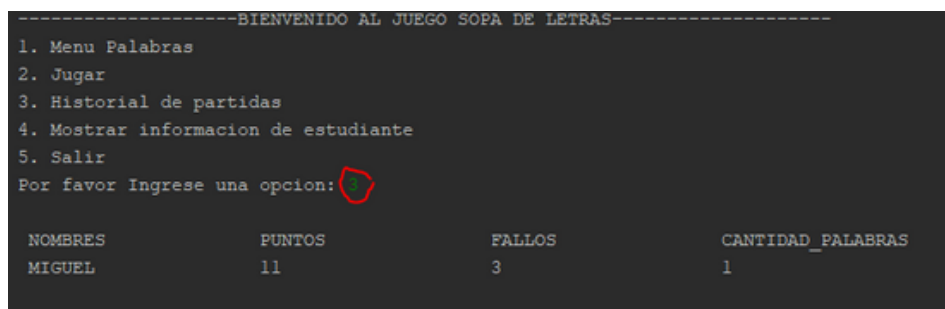 --------------------BIENVENIDO AL JUEGO SOPA DE LETRAS--------------------
1. Menu Palabras
2. Jugar
3. Historial de partidas
4. Mostrar informacion de estudiante
5. Salir
Por favor Ingrese una opcion: 3
NOMBRES PUNTOS FALLOS CANTIDAD_PALABRAS
MIGUEL 11 3 1